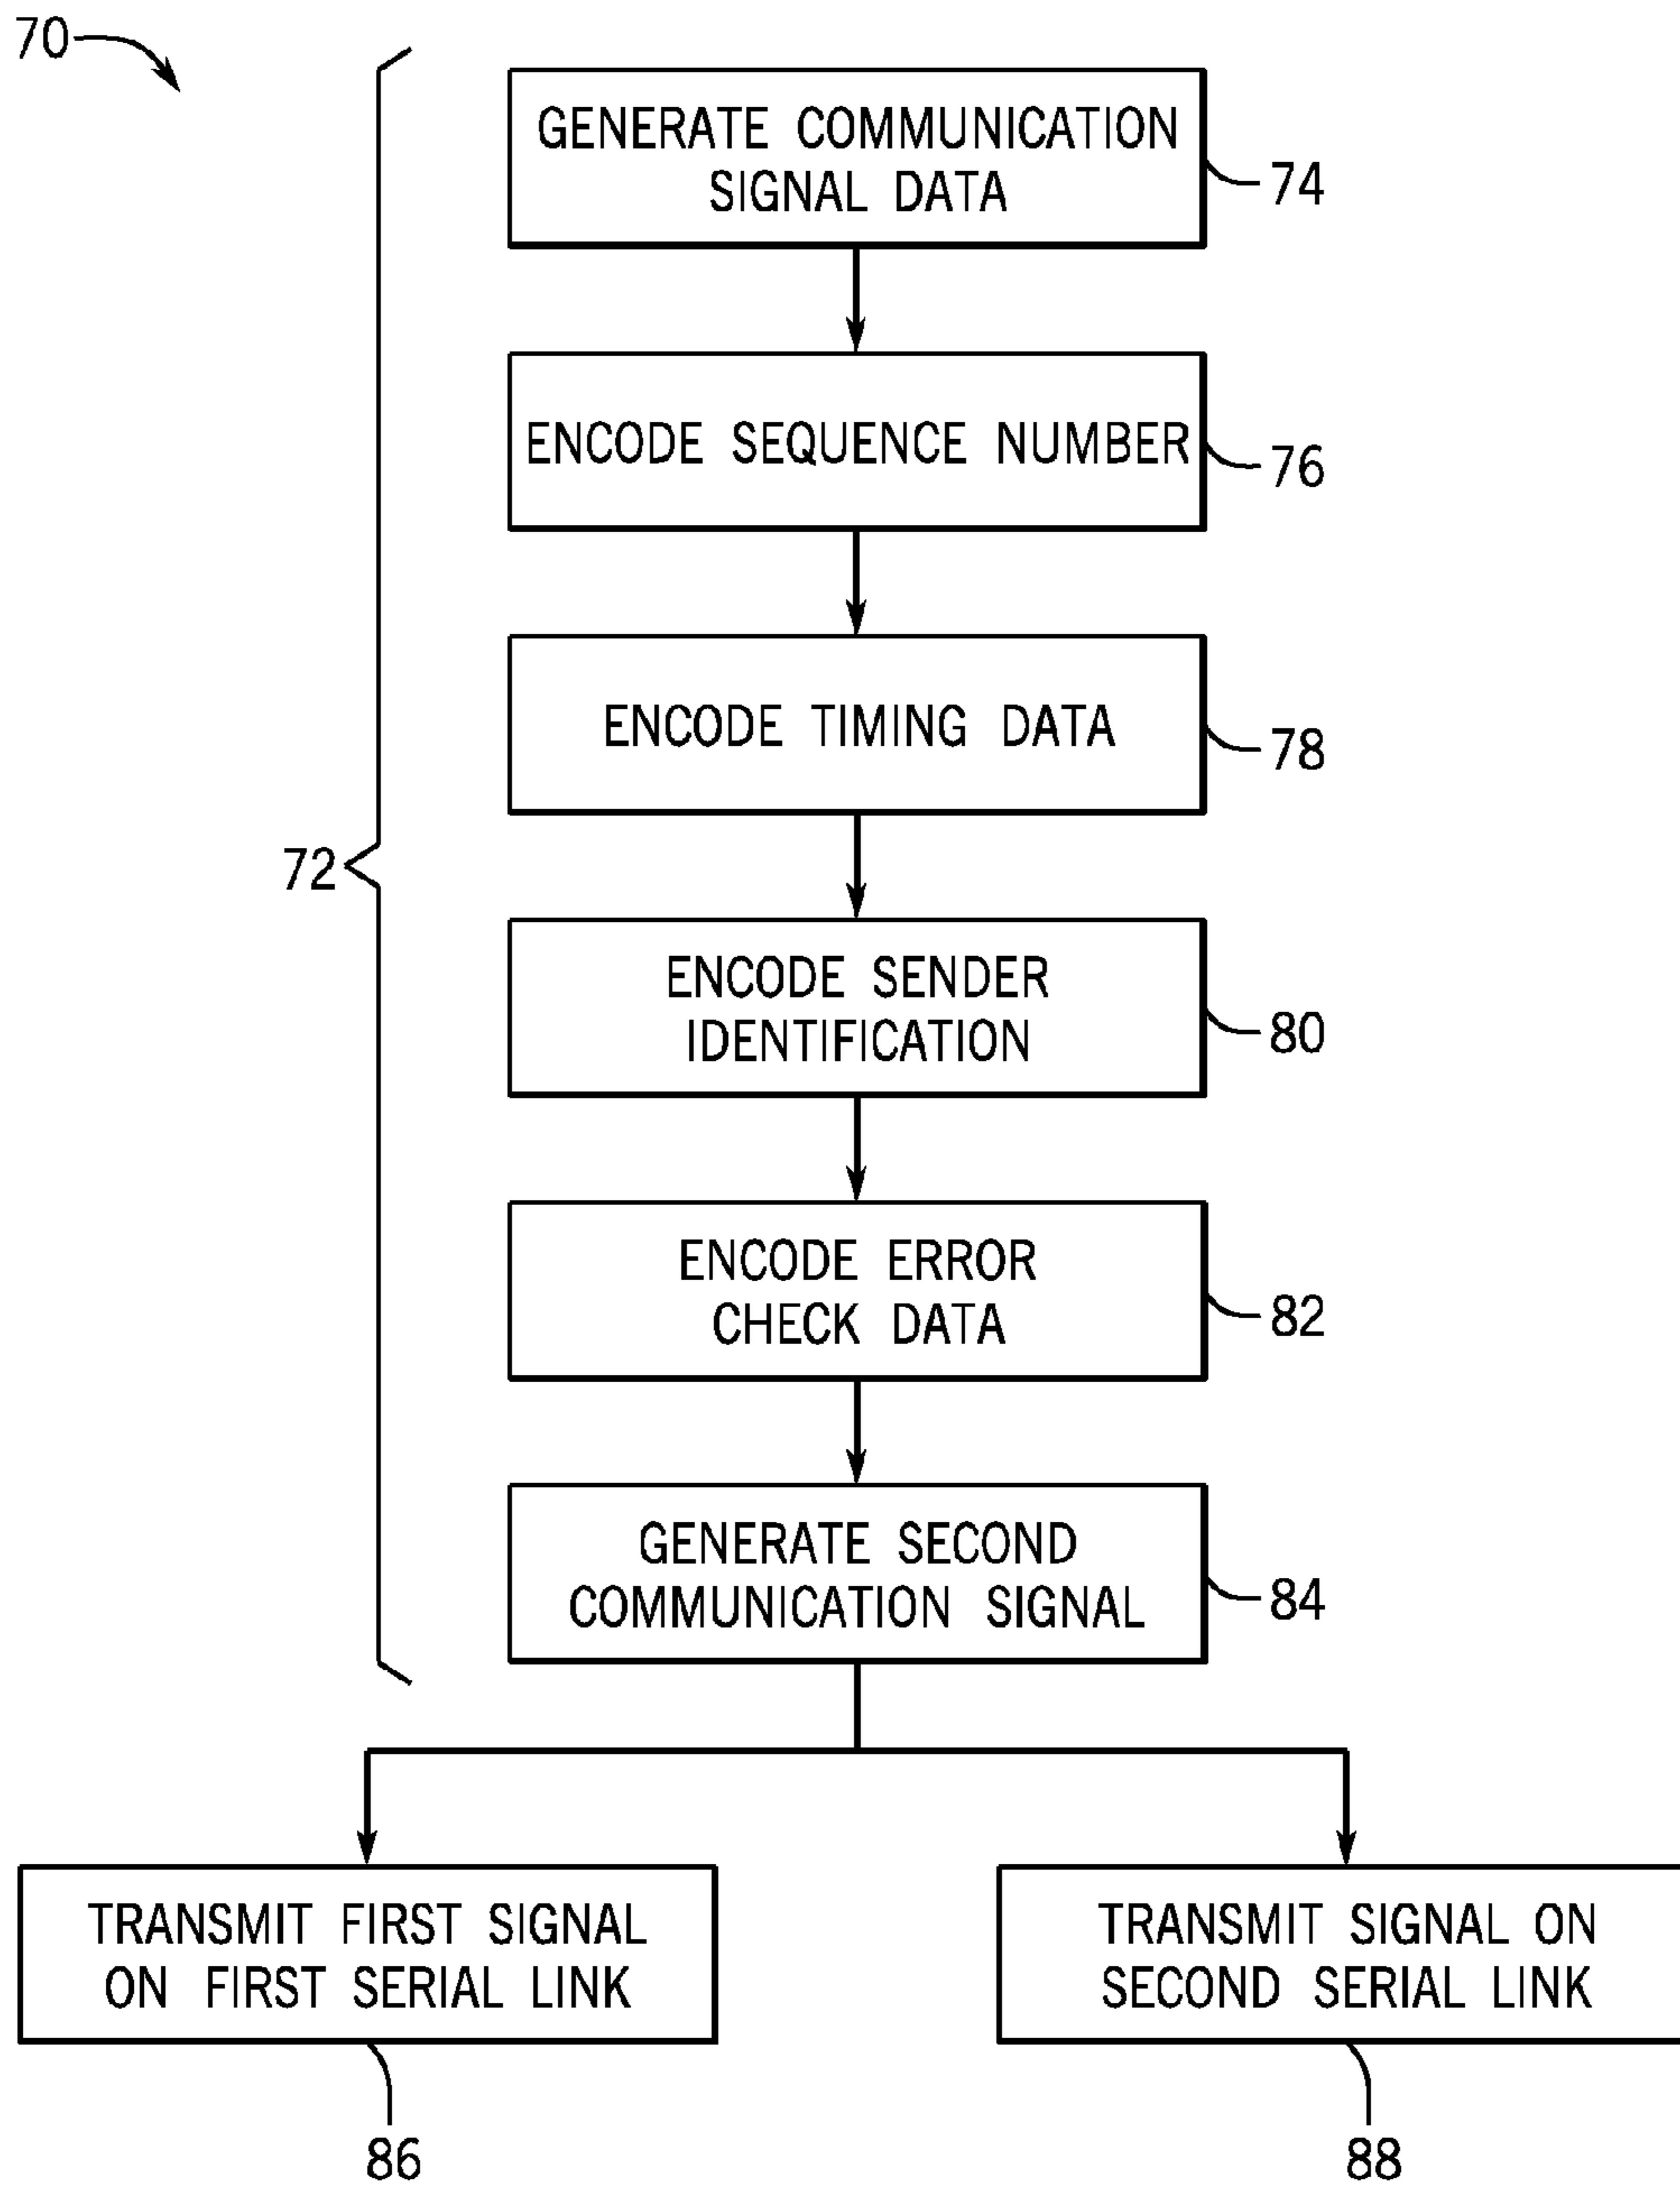 70
GENERATE COMMUNICATION
SIGNAL DATA
74
ENCODE SEQUENCE NUMBER
76
ENCODE TIMING DATA
78
72
ENCODE SENDER
IDENTIFICATION
80
ENCODE ERROR
CHECK DATA
82
GENERATE SECOND
COMMUNICATION SIGNAL
84
TRANSMIT FIRST SIGNAL
ON FIRST SERIAL LINK
86
TRANSMIT SIGNAL ON
SECOND SERIAL LINK
88